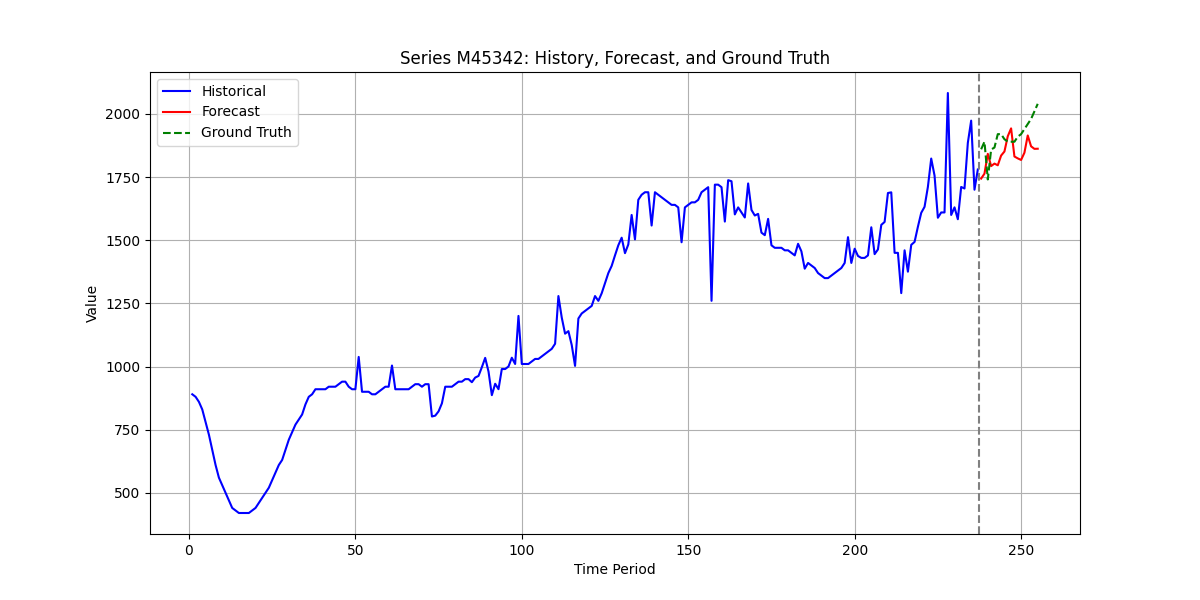 Series M45342: History, Forecast, and Ground Truth
Historical
Forecast
Ground Truth
2000
1750
1500
1250
1000
750
500
Value
0 50 100 150 200 250
Time Period